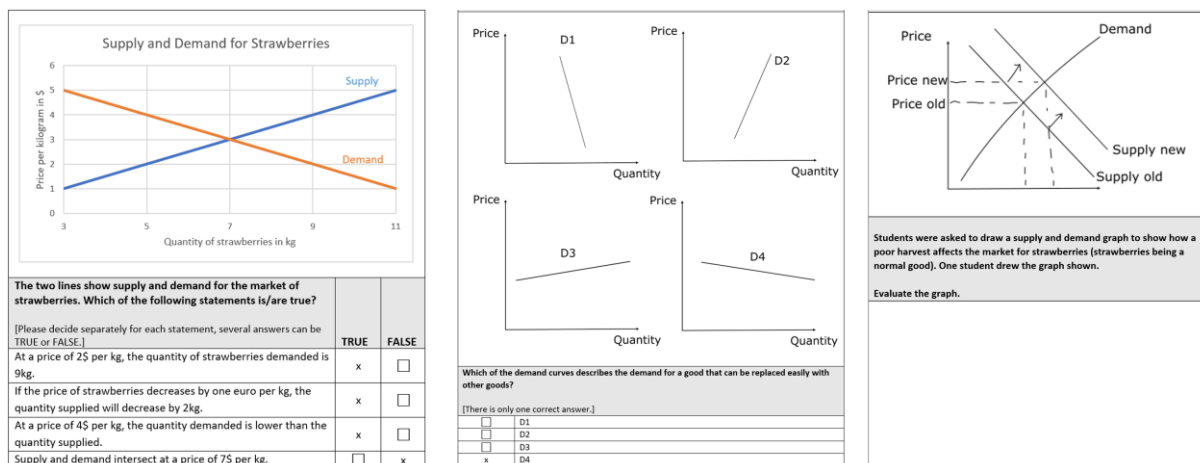 Supply and Demand for Strawberries
6
5
4
3
2
1
0
Price per kilogram in $
Supply
Demand
3
5
7
9
11
Quantity of strawberries in kg
The two lines show supply and demand for the market of
strawberries. Which of the following statements is/are true?
[Please decide separately for each statement, several answers can be
TRUE or FALSE.]
TRUE
FALSE
At a price of 2$ per kg, the quantity of strawberries demanded is
9kg.
x
If the price of strawberries decreases by one euro per kg, the
quantity supplied will decrease by 2kg.
x
At a price of 4$ per kg, the quantity demanded is lower than the
quantity supplied.
x
Supply and demand intersect at a price of 7$ per kg.
x
Price
D1
Quantity
Price
D2
Quantity
Price
D3
Quantity
Price
D4
Quantity
Which of the demand curves describes the demand for a good that can be replaced easily with
other goods?
[There is only one correct answer.]
D1
D2
D3
x D4
Price
Demand
Price new
Price old
Supply new
Supply old
Students were asked to draw a supply and demand graph to show how a
poor harvest affects the market for strawberries (strawberries being a
normal good). One student drew the graph shown.
Evaluate the graph.